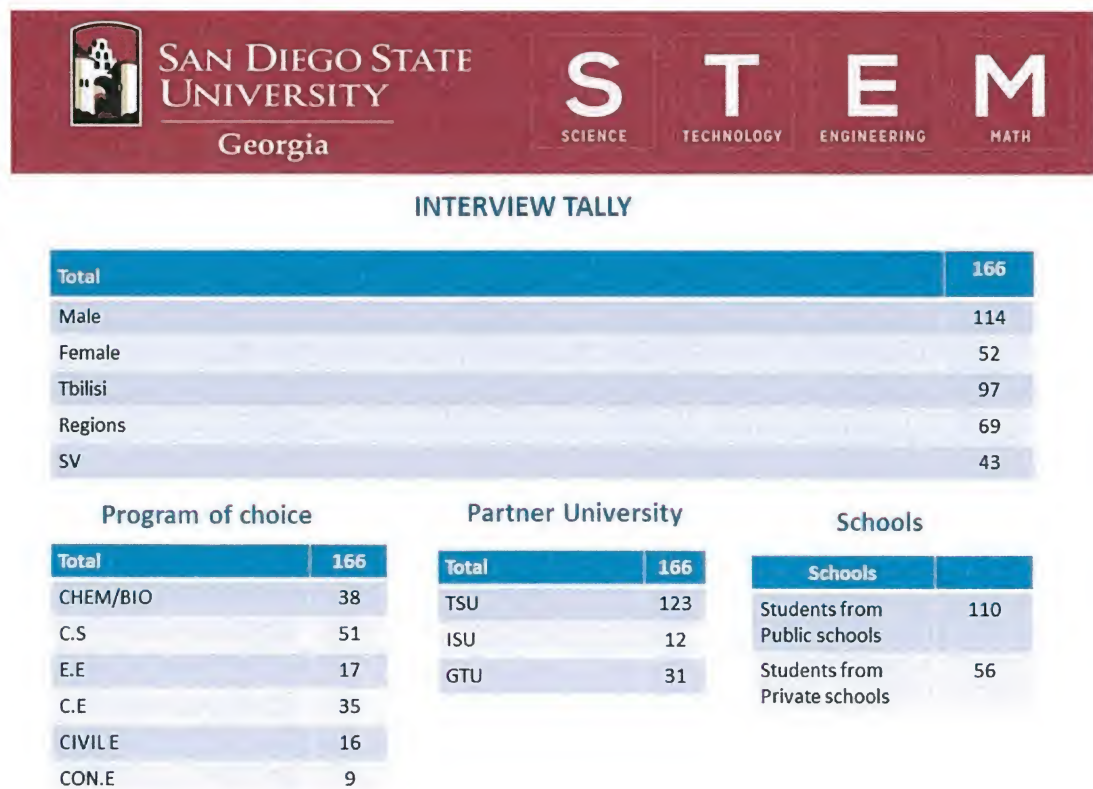 SAN DIEGO STATE
UNIVERSITY
Georgia
S T E M
SCIENCE TECHNOLOGY ENGINEERING MATH
INTERVIEW TALLY
Total 166
Male 114
Female 52
Tbilisi 97
Regions 69
SV 43
Program of choice
Total 166
CHEM/BIO 38
C.S 51
E.E 17
C.E 35
CIVIL E 16
CON.E 9
Partner University
Total 166
TSU 123
ISU 12
GTU 31
Schools
Schools
Students from 110
Public schools
Students from 56
Private schools